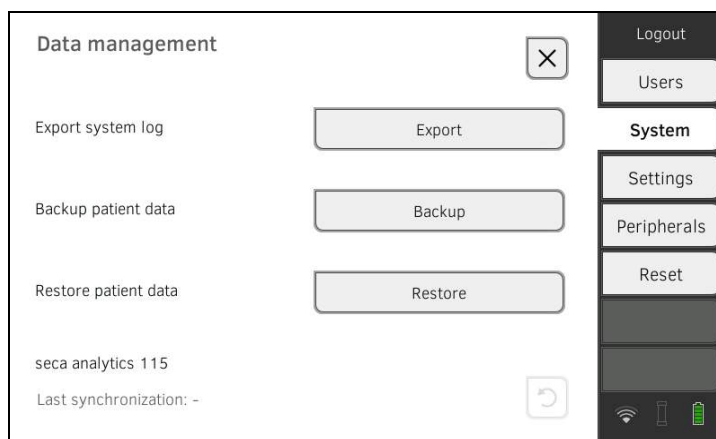 Data management
Export system log
Export
Backup patient data
Backup
Restore patient data
Restore
seca analytics 115
Last synchronization: -
Logout
Users
System
Settings
Peripherals
Reset